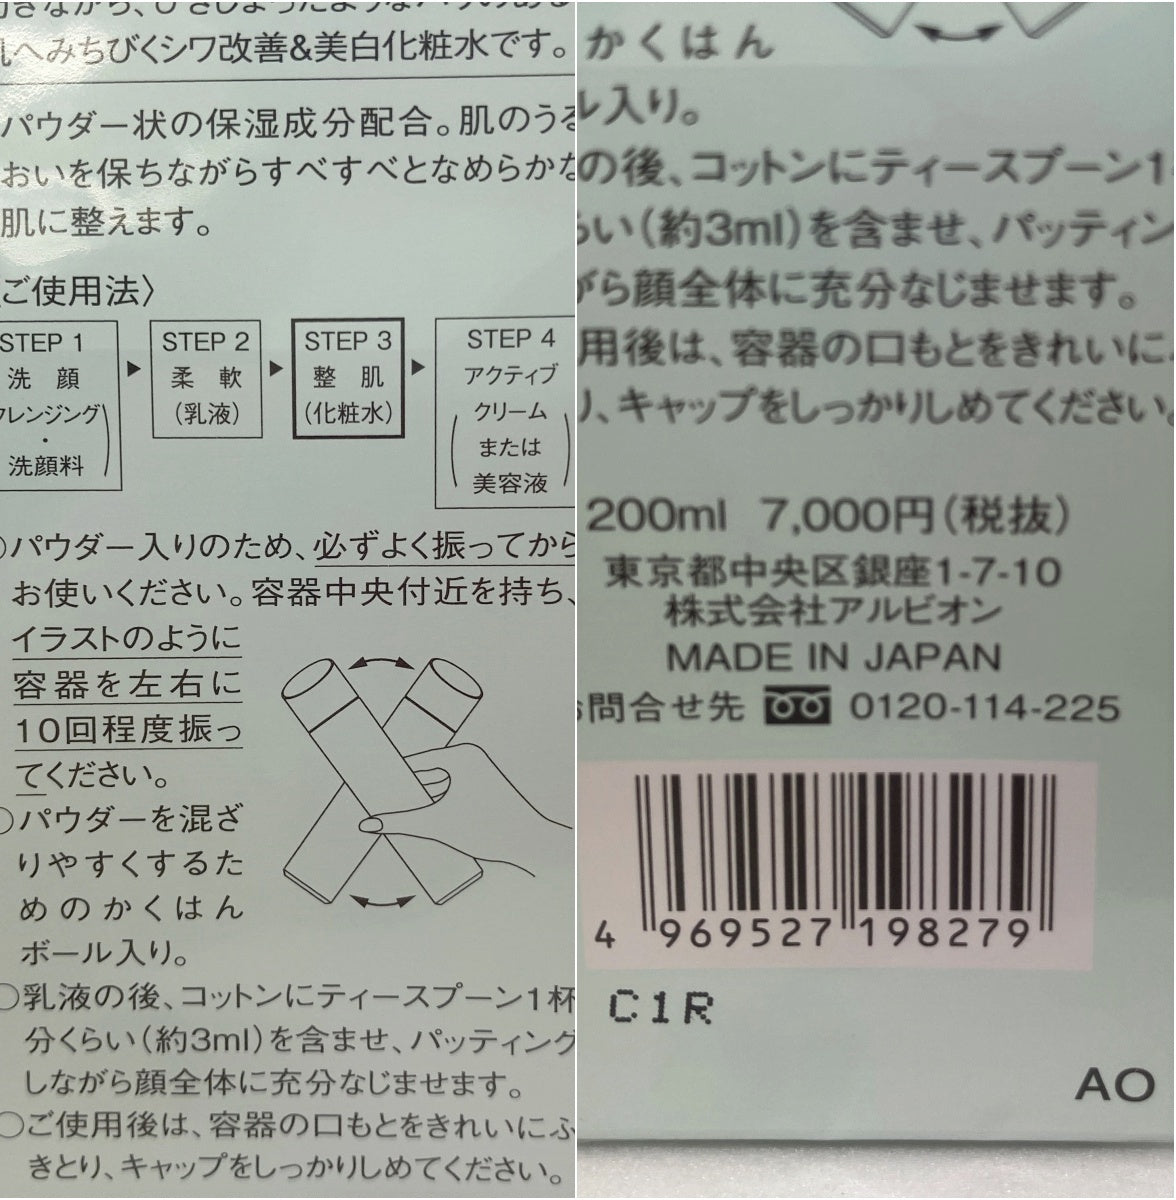 肌へみちびくシワ改善&美白化粧水です。
パウダー状の保湿成分配合。肌のうる
おいを保ちながらすべすべとなめらかな
肌に整えます。
ご使用法〉
STEP 1
洗 顔
クレンジング
・
洗顔料
STEP 2
柔 軟
(乳液)
STEP 3
整 肌
(化粧水)
STEP 4
アクティブ
クリーム
または
美容液
○パウダー入りのため、必ずよく振ってから
お使いください。容器中央付近を持ち、
イラストのように
容器を左右に
10回程度振っ
てください。
○パウダーを混ざ
りやすくするた
めのかくはん
ボール入り。
○乳液の後、コットンにティースプーン1杯
分くらい(約3ml)を含ませ、パッティング
しながら顔全体に充分なじませます。
○ご使用後は、容器の口もとをきれいにふ
きとり、キャップをしっかりしめてください。
かくはん
ル入り。
の後、コットンにティースプーン1
らい(約3ml)を含ませ、パッティン
がら顔全体に充分なじませます。
用後は、容器の口もとをきれいに
り、キャップをしっかりしめてください。
200ml 7,000円(税抜)
東京都中央区銀座1-7-10
株式会社アルビオン
MADE IN JAPAN
お問合せ先 0120-114-225
4 969527 198279
C1R
AO